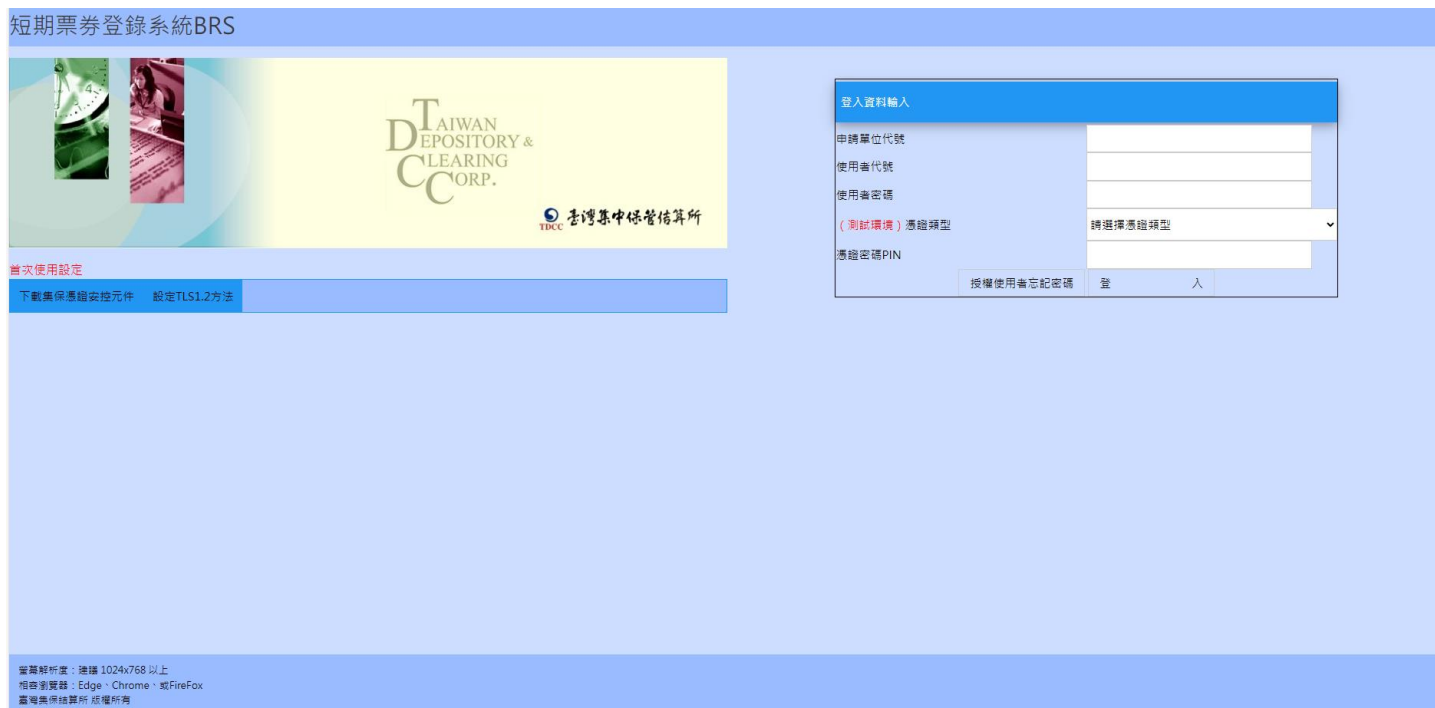 短期票券登錄系統BRS
TAIWAN
DEPOSITORY &
CLEARING
CORP.
TDCC 臺灣集中保管結算所
首次使用設定
下載集保憑證安控元件 設定TLS1.2方法
登入資料輸入
申請單位代號
使用者代號
使用者密碼
(測試環境)憑證類型 請選擇憑證類型
憑證密碼PIN
授權使用者忘記密碼 登 入
螢幕解析度:建議 1024x768 以上
相容瀏覽器:Edge、Chrome、或FireFox
臺灣集保結算所 版權所有